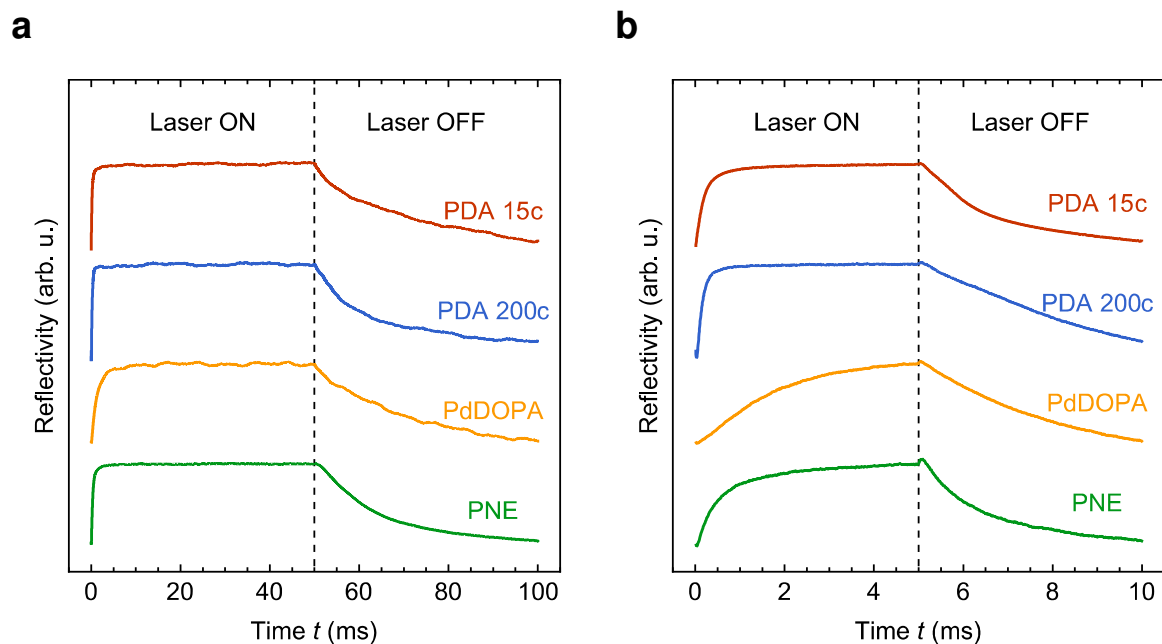 a
Laser ON
Laser OFF
PDA 15c
PDA 200c
PdDOPA
PNE
Reflectivity (arb. u.)
0 20 40 60 80 100
Time t (ms)
b
Laser ON
Laser OFF
PDA 15c
PDA 200c
PdDOPA
PNE
Reflectivity (arb. u.)
0 2 4 6 8 10
Time t (ms)